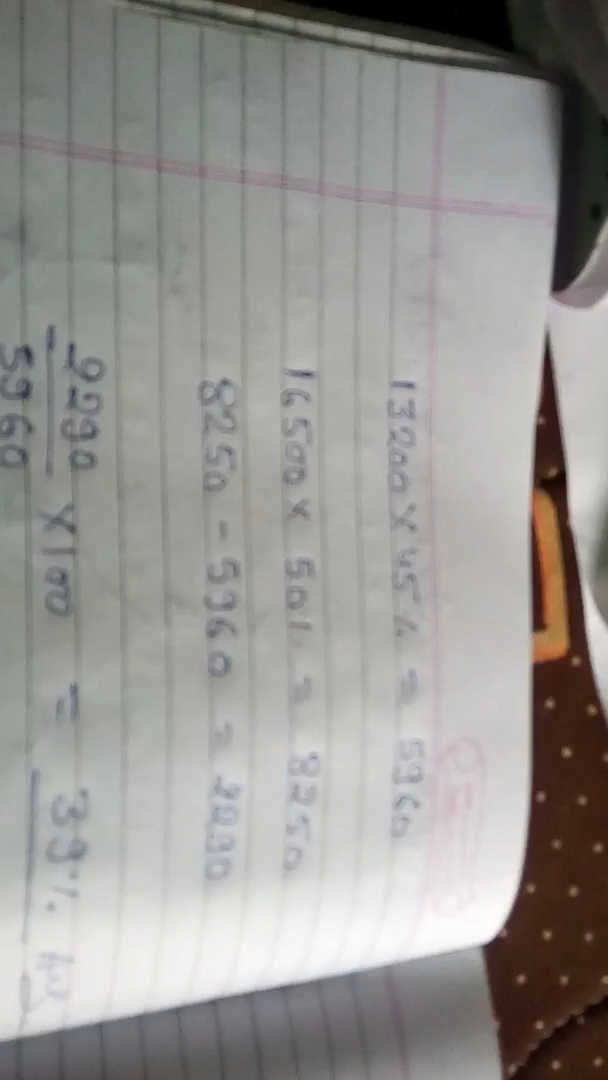 13200 × 45% = 5960
16500 × 50% = 8250
8250 - 5960 = 2290
2290
5960
× 100 = 39%